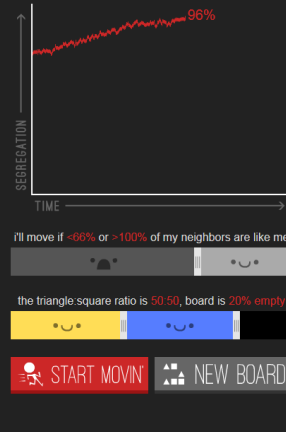 96%
SEGREGATION
TIME
i'll move if <66% or >100% of my neighbors are like me
the triangle:square ratio is 50:50, board is 20% empty
START MOVIN'
NEW BOARD